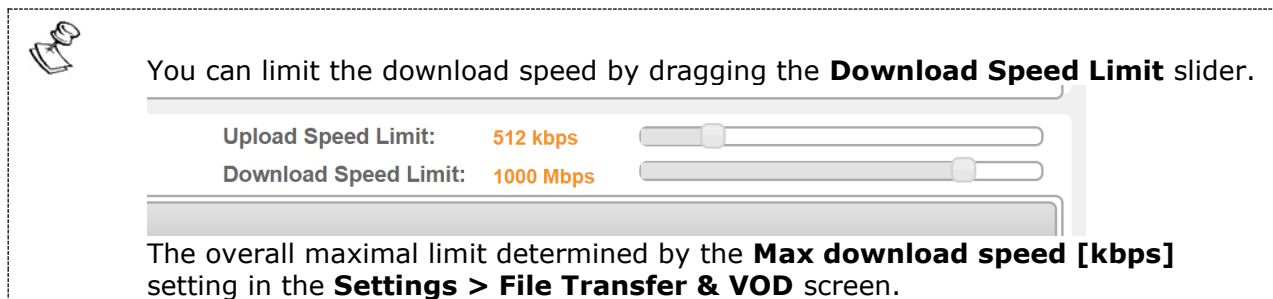 You can limit the download speed by dragging the Download Speed Limit slider.
Upload Speed Limit: 512 kbps
Download Speed Limit: 1000 Mbps
The overall maximal limit determined by the Max download speed [kbps]
setting in the Settings > File Transfer & VOD screen.